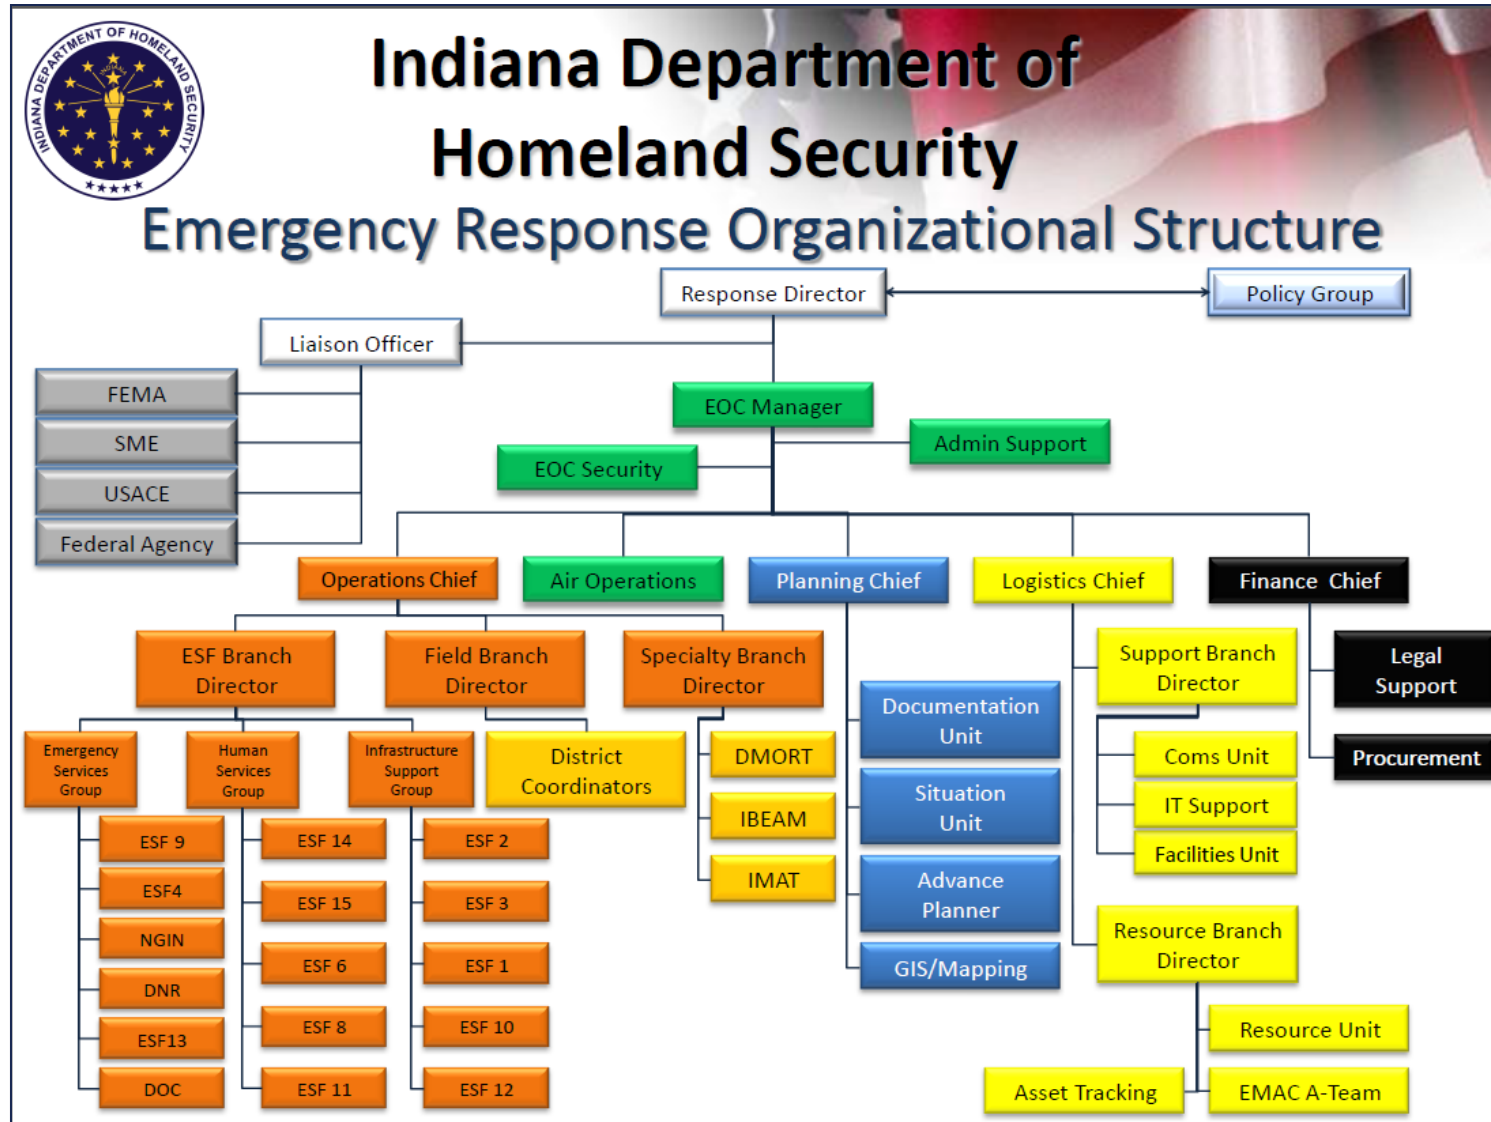 INDIANA DEPARTMENT OF HOMELAND SECURITY
INDIANA
Indiana Department of
Homeland Security
Emergency Response Organizational Structure
Response Director
Policy Group
Liaison Officer
FEMA
SME
USACE
Federal Agency
EOC Manager
Admin Support
EOC Security
Operations Chief
Air Operations
Planning Chief
Logistics Chief
Finance  Chief
ESF Branch
Director
Field Branch
Director
Specialty Branch
Director
Emergency
Services
Group
Human
Services
Group
Infrastructure
Support
Group
District
Coordinators
ESF 9
ESF4
NGIN
DNR
ESF13
DOC
ESF 14
ESF 15
ESF 6
ESF 8
ESF 11
ESF 2
ESF 3
ESF 1
ESF 10
ESF 12
DMORT
IBEAM
IMAT
Documentation
Unit
Situation
Unit
Advance
Planner
GIS/Mapping
Support Branch
Director
Coms Unit
IT Support
Facilities Unit
Resource Branch
Director
Resource Unit
Asset Tracking
EMAC A-Team
Legal
Support
Procurement